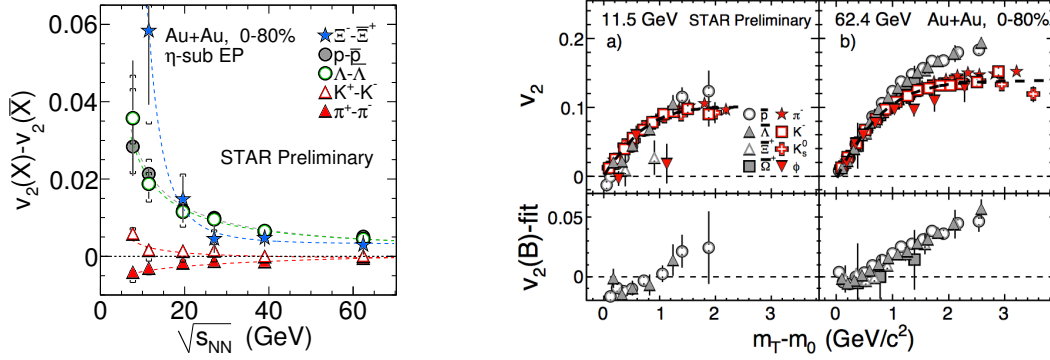 Au+Au, 0-80%
η-sub EP
Ξ⁻-Ξ̅⁺
p-p̅
Λ-Λ̅
K⁺-K⁻
π⁺-π⁻
STAR Preliminary
v₂(X)-v₂(X̅)
0.06
0.04
0.02
0
0 20 40 60
√s_NN (GeV)
11.5 GeV STAR Preliminary
a)
62.4 GeV Au+Au, 0-80%
b)
v₂
0.2
0.1
0
p̅ π⁻
Λ̅ K⁻
Ξ̅⁺ K⁰s
Ω̅⁺ φ
v₂(B)-fit
0.05
0
0 1 2 3 0 1 2 3
m_T-m₀ (GeV/c²)